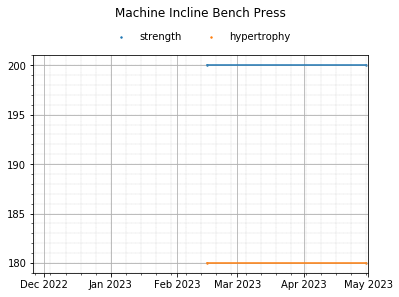 Machine Incline Bench Press
strength hypertrophy
200
195
190
185
180
Dec 2022 Jan 2023 Feb 2023 Mar 2023 Apr 2023 May 2023